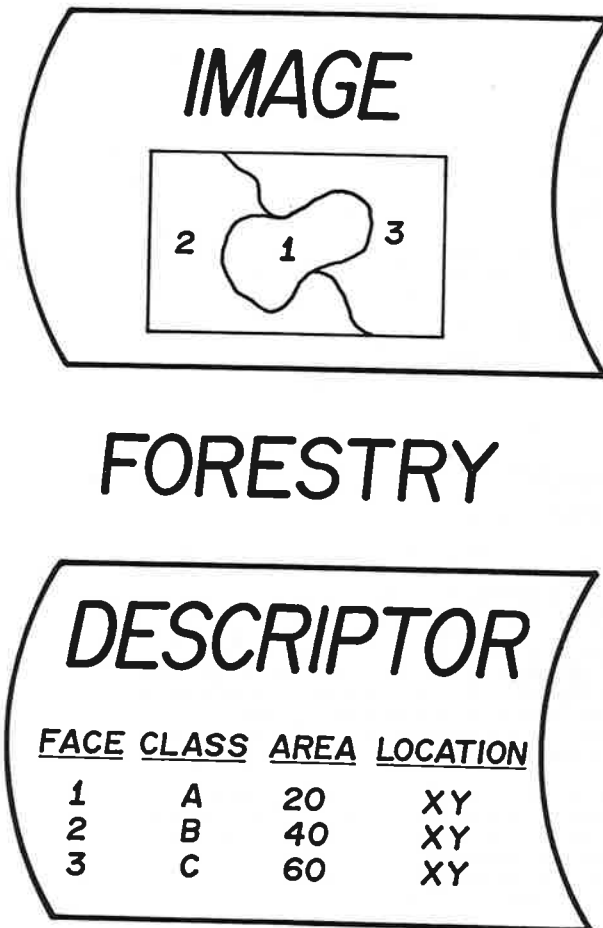 IMAGE
2 1 3
FORESTRY
DESCRIPTOR
FACE CLASS AREA LOCATION
1 A 20 XY
2 B 40 XY
3 C 60 XY